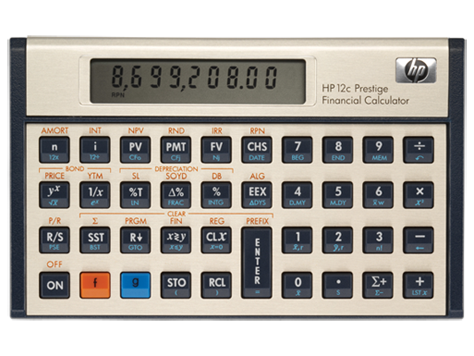 8,699,208.00
RPN
hp
HP 12c Prestige
Financial Calculator
AMORT INT NPV RND IRR RPN
n i PV PMT FV CHS 7 8 9 ÷
12x 12÷ CFo CFj Nj DATE BEG END MEM
BOND DEPRECIATION
PRICE YTM SL SOYD DB ALG
yˣ 1/x %T Δ% % EEX 4 5 6 ×
√x eˣ LN FRAC INTG ΔDYS D.MY M.DY x̄w x²
CLEAR
P/R Σ PRGM FIN REG PREFIX
R/S SST R↓ x≷y CLX ENTER 1 2 3 −
PSE BST GTO x≤y x=0 = x̂,r ŷ,r n!
OFF
ON f g STO RCL 0 · Σ+ +
( ) x̄ s Σ− LST x